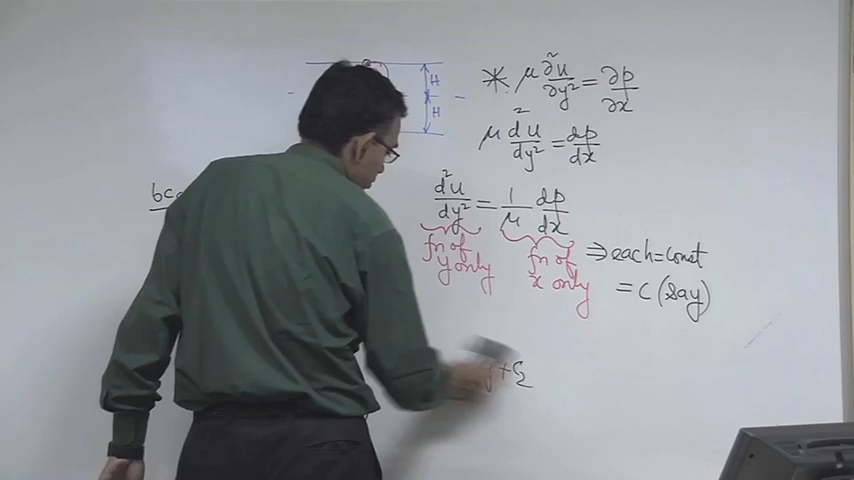 H
H
* μ ∂²u/∂y² = ∂p/∂x
μ d²u/dy² = dp/dx
bc
d²u/dy² = 1/μ dp/dx
fn of y only
fn of x only
⇒ each = const
= C (say)
y + C₂